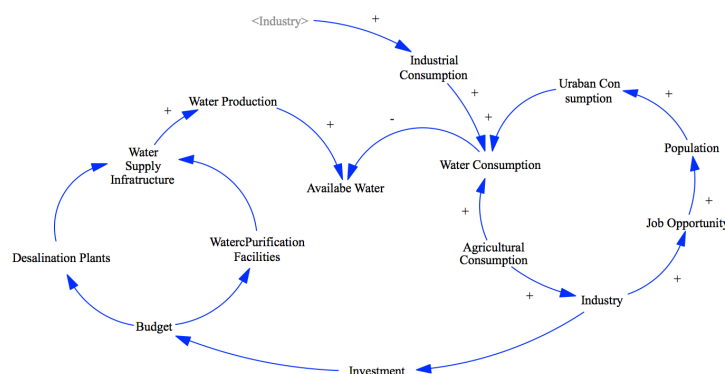 <Industry>
+
Industrial
Consumption
+
+
Uraban Con
sumption
+
Water Production
+
+
-
Water
Supply
Infratructure
Water Consumption
Population
Availabe Water
+
+
Job Opportunity
Desalination Plants
WatercPurification
Facilities
Agricultural
Consumption
+
+
Industry
Budget
Investment